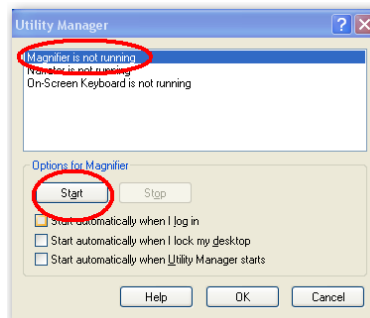 Utility Manager
Magnifier is not running
Narrator is not running
On-Screen Keyboard is not running
Options for Magnifier
Start Stop
Start automatically when I log in
Start automatically when I lock my desktop
Start automatically when Utility Manager starts
Help OK Cancel